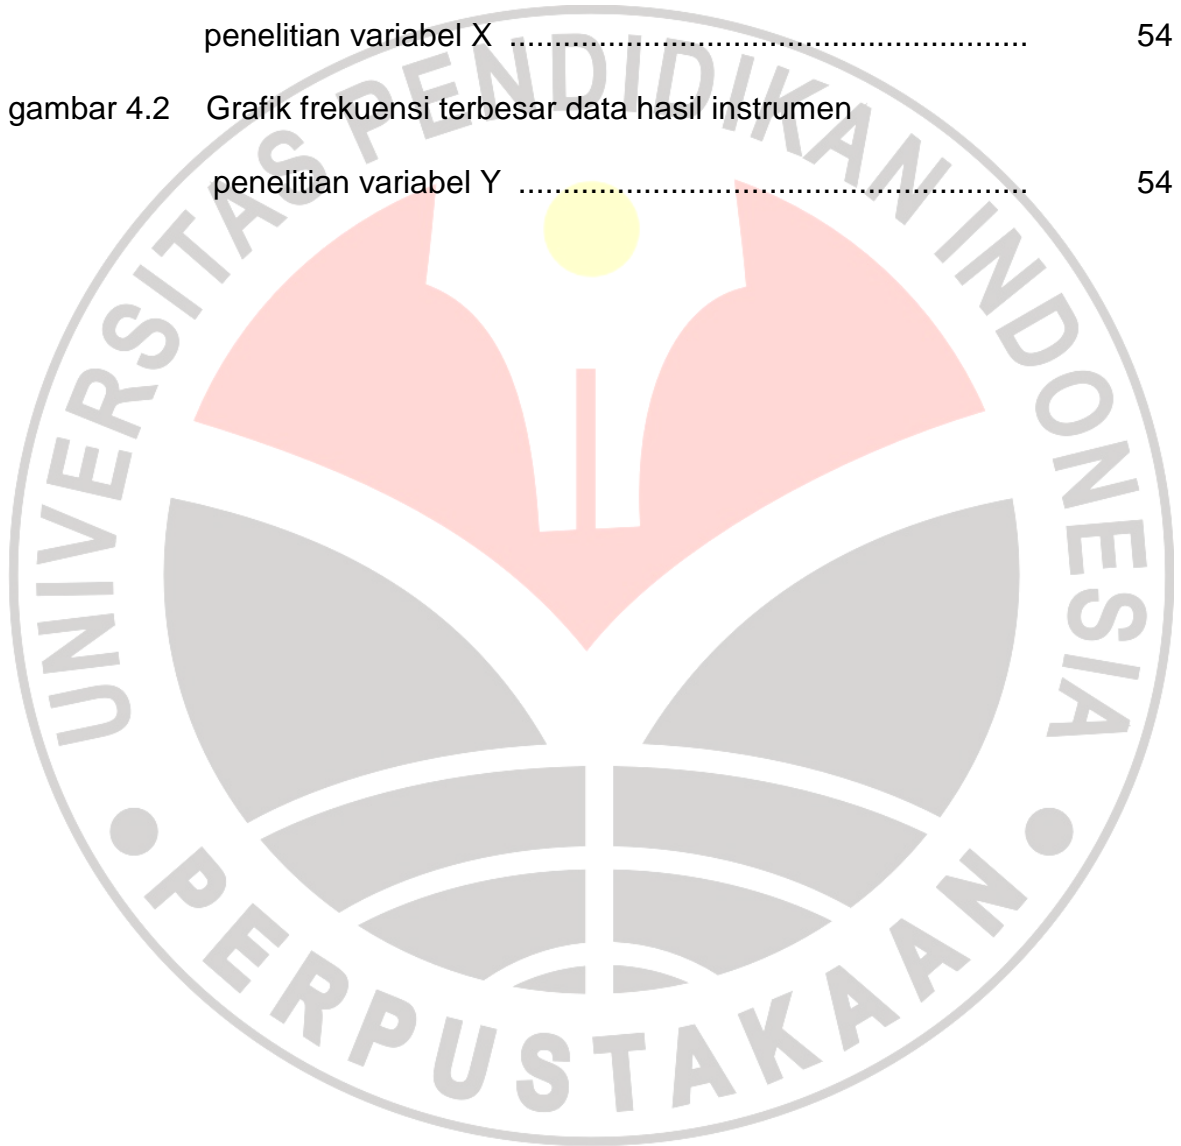 penelitian variabel X .......................................................... 54
gambar 4.2 Grafik frekuensi terbesar data hasil instrumen
penelitian variabel Y ......................................................... 54
UNIVERSITAS PENDIDIKAN INDONESIA
PERPUSTAKAAN